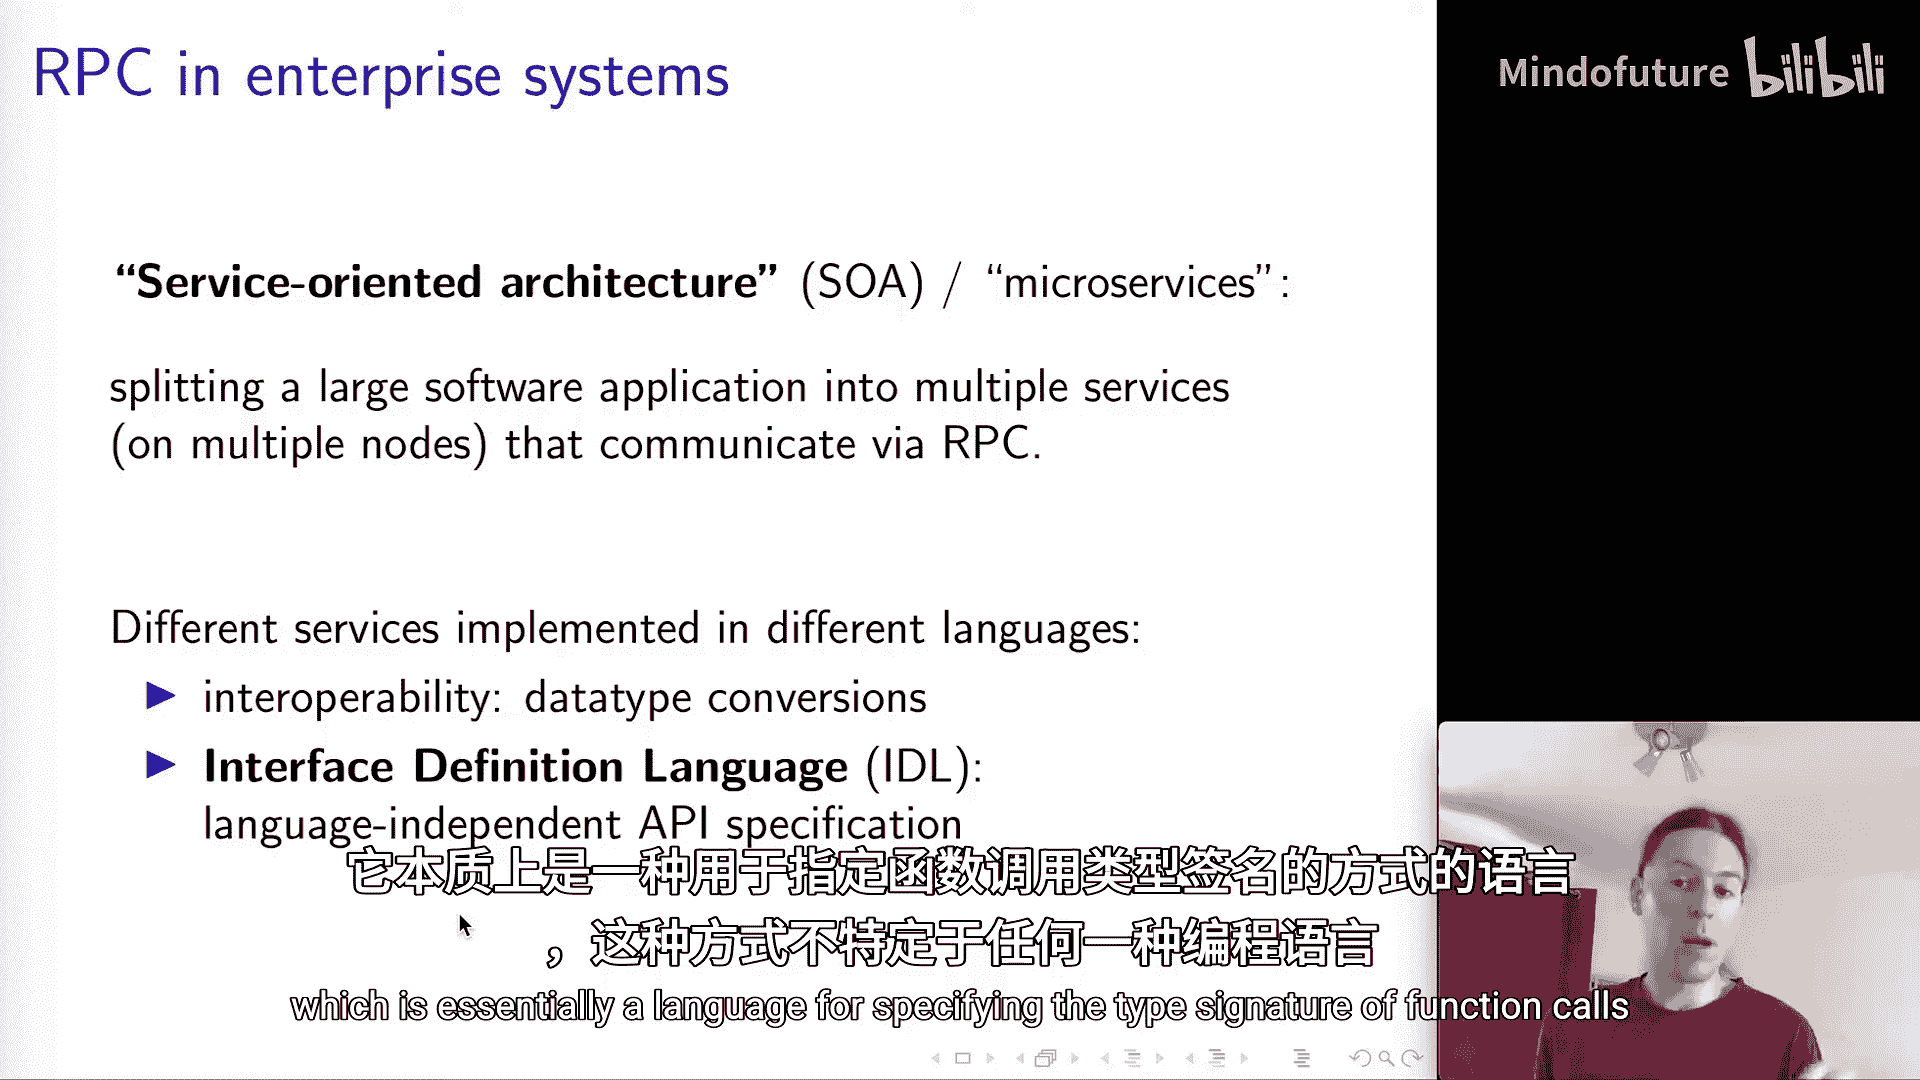 RPC in enterprise systems
Mindofuture bilibili
“Service-oriented architecture” (SOA) / “microservices”:
splitting a large software application into multiple services
(on multiple nodes) that communicate via RPC.
Different services implemented in different languages:
▶ interoperability: datatype conversions
▶ Interface Definition Language (IDL):
language-independent API specification
它本质上是一种用于指定函数调用类型签名的方式的语言
，这种方式不特定于任何一种编程语言
which is essentially a language for specifying the type signature of function calls